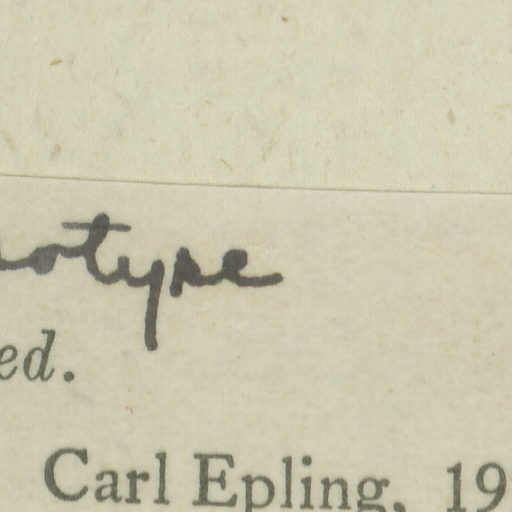 otype
ed.
Carl Epling, 19